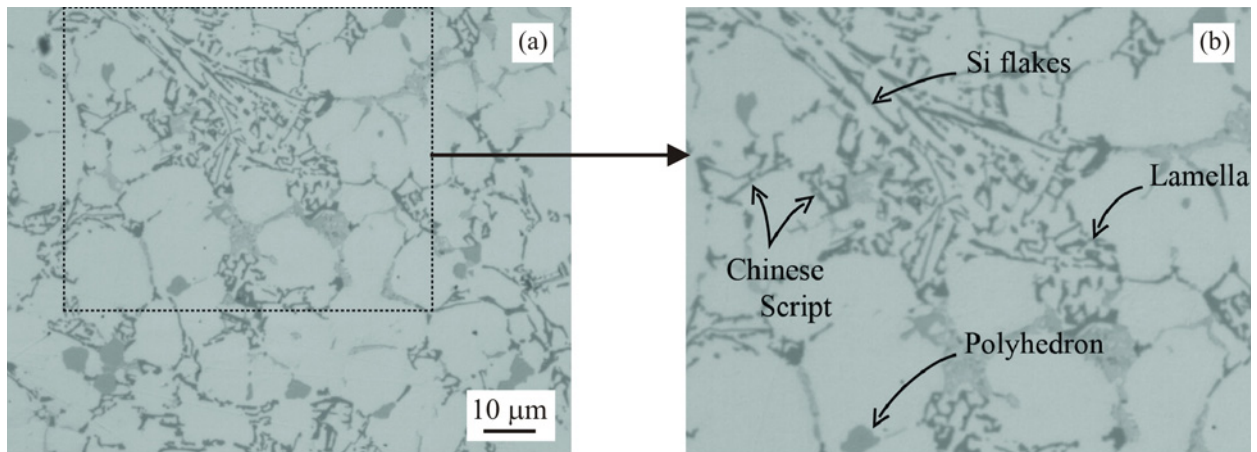 (a)
10 μm
(b)
Si flakes
Lamella
Chinese
Script
Polyhedron